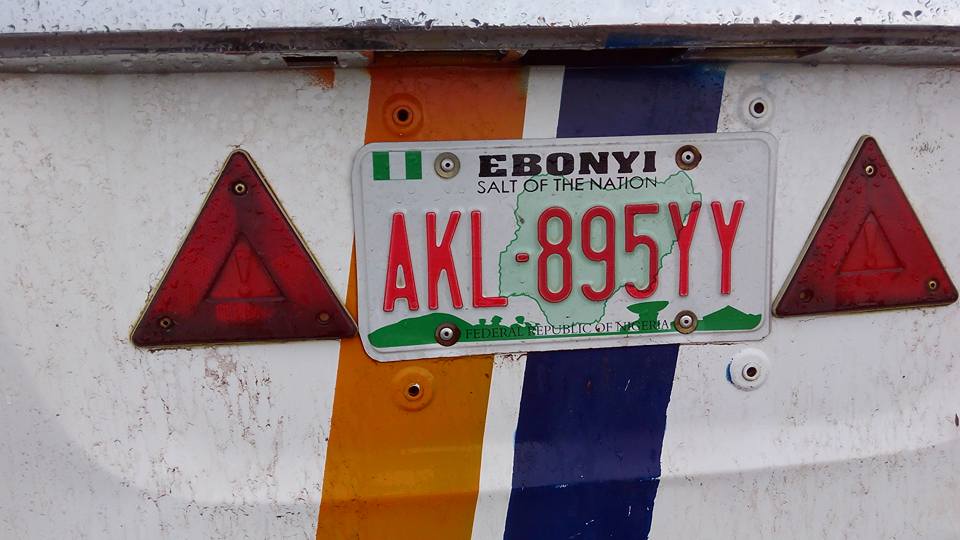 EBONYI
SALT OF THE NATION
AKL-895YY
FEDERAL REPUBLIC OF NIGERIA